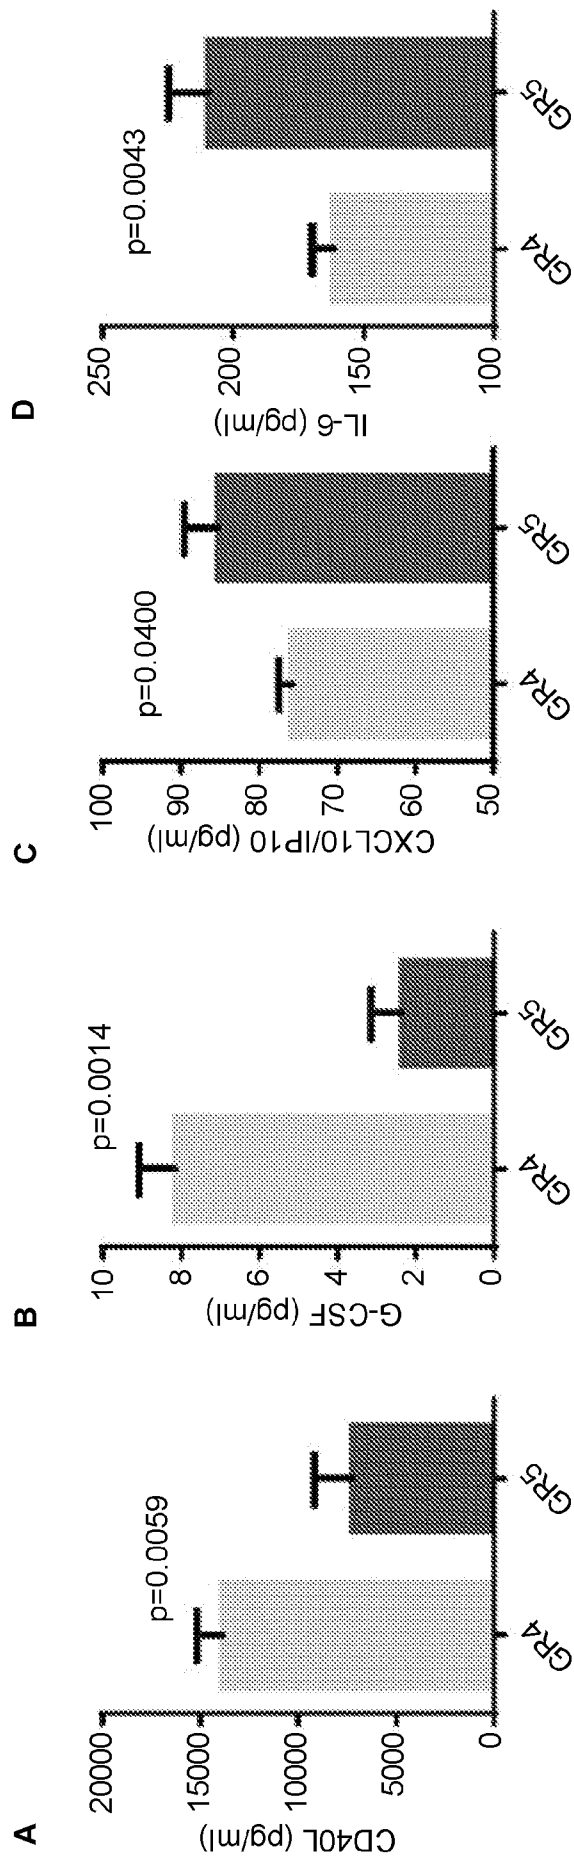 A
CD40L (pg/ml)
20000
15000
10000
5000
0
p=0.0059
GR4
GR5
B
G-CSF (pg/ml)
10
8
6
4
2
0
p=0.0014
GR4
GR5
C
CXCL10/IP10 (pg/ml)
100
90
80
70
60
50
p=0.0400
GR4
GR5
D
IL-6 (pg/ml)
250
200
150
100
p=0.0043
GR4
GR5